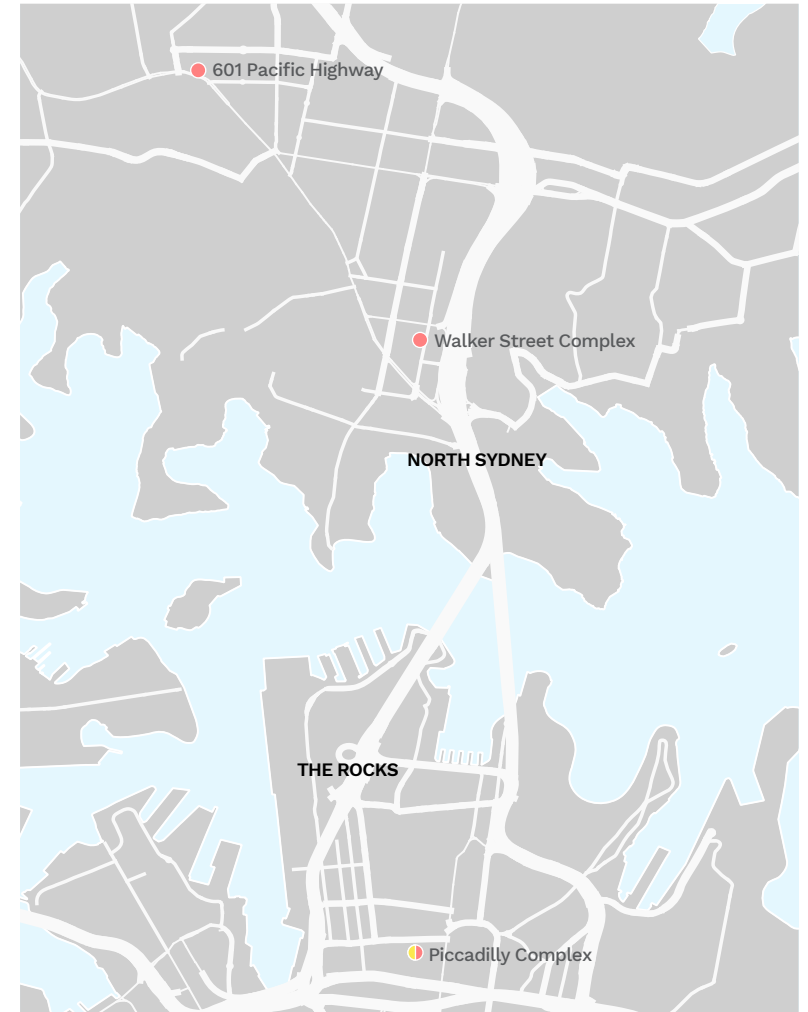 601 Pacific Highway
Walker Street Complex
NORTH SYDNEY
THE ROCKS
Piccadilly Complex